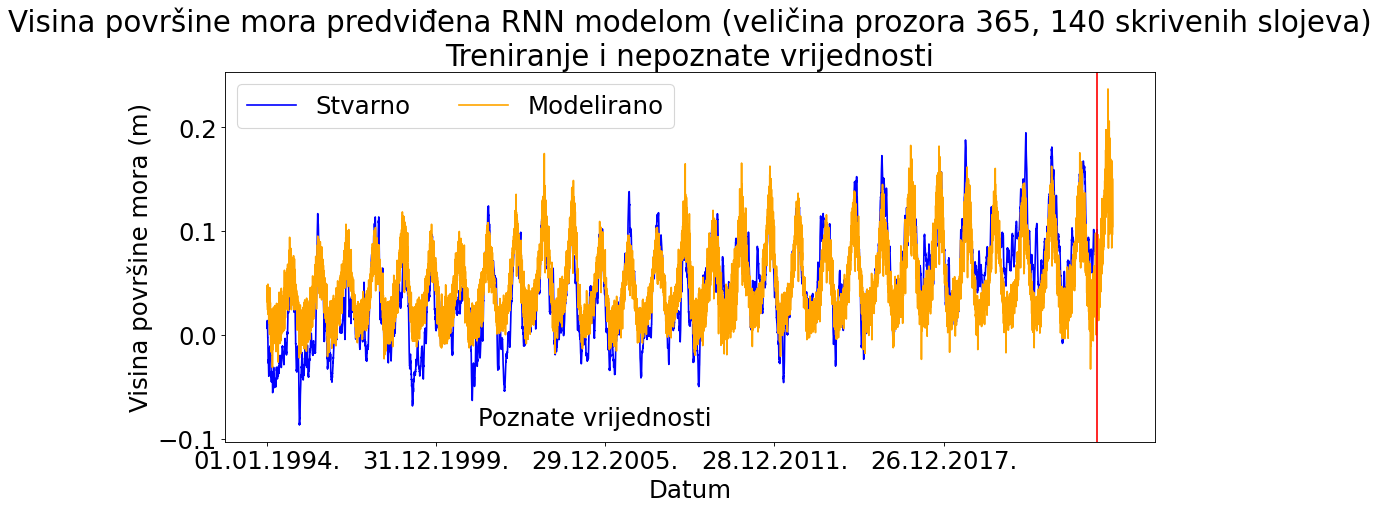 Visina površine mora predviđena RNN modelom (veličina prozora 365, 140 skrivenih slojeva)
Treniranje i nepoznate vrijednosti
Stvarno
Modelirano
Visina površine mora (m)
0.2
0.1
0.0
−0.1
Poznate vrijednosti
01.01.1994.
31.12.1999.
29.12.2005.
28.12.2011.
26.12.2017.
Datum